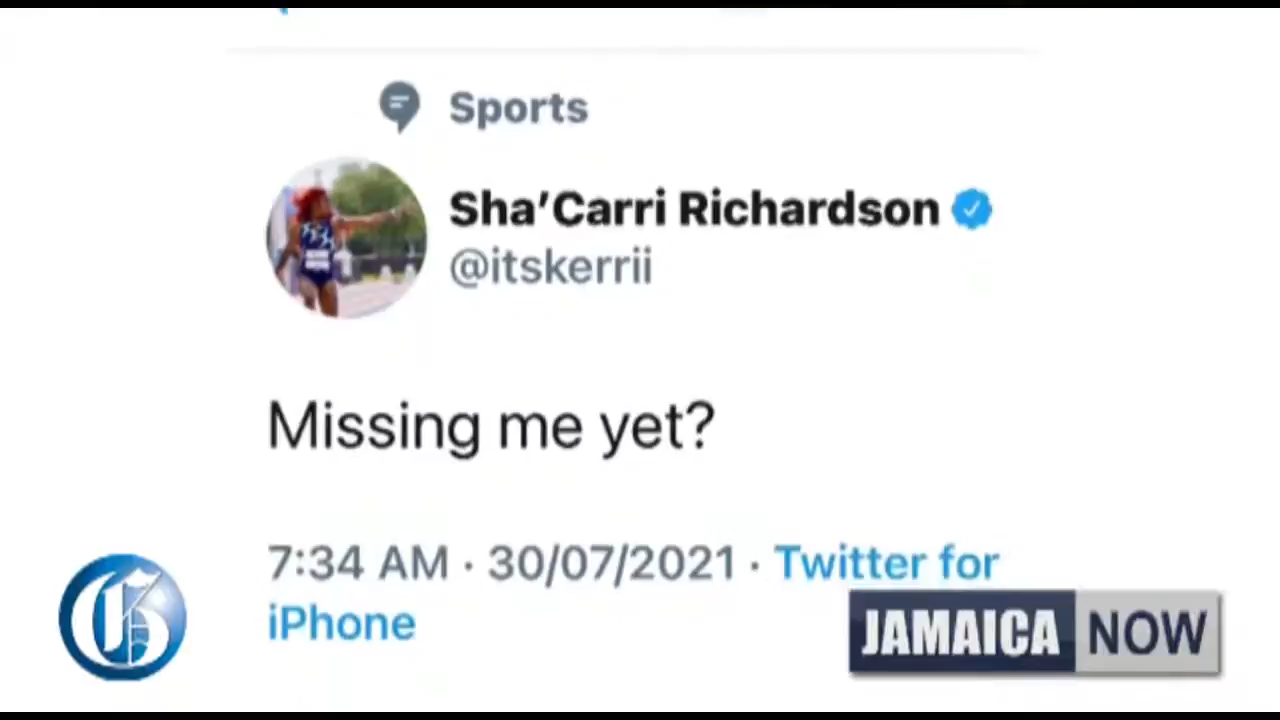 Sports
Sha'Carri Richardson
@itskerrii
Missing me yet?
7:34 AM · 30/07/2021 · Twitter for
iPhone
G
JAMAICA NOW